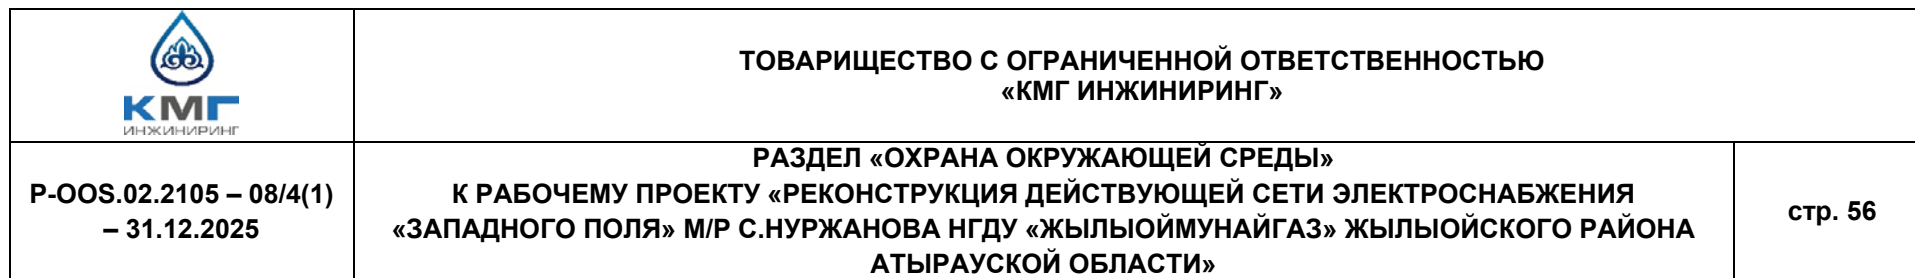 КМГ
ИНЖИНИРИНГ
ТОВАРИЩЕСТВО С ОГРАНИЧЕННОЙ ОТВЕТСТВЕННОСТЬЮ
«КМГ ИНЖИНИРИНГ»
P-OOS.02.2105 – 08/4(1)
– 31.12.2025
РАЗДЕЛ «ОХРАНА ОКРУЖАЮЩЕЙ СРЕДЫ»
К РАБОЧЕМУ ПРОЕКТУ «РЕКОНСТРУКЦИЯ ДЕЙСТВУЮЩЕЙ СЕТИ ЭЛЕКТРОСНАБЖЕНИЯ
«ЗАПАДНОГО ПОЛЯ» М/Р С.НУРЖАНОВА НГДУ «ЖЫЛЫОЙМУНАЙГАЗ» ЖЫЛЫОЙСКОГО РАЙОНА
АТЫРАУСКОЙ ОБЛАСТИ»
стр. 56